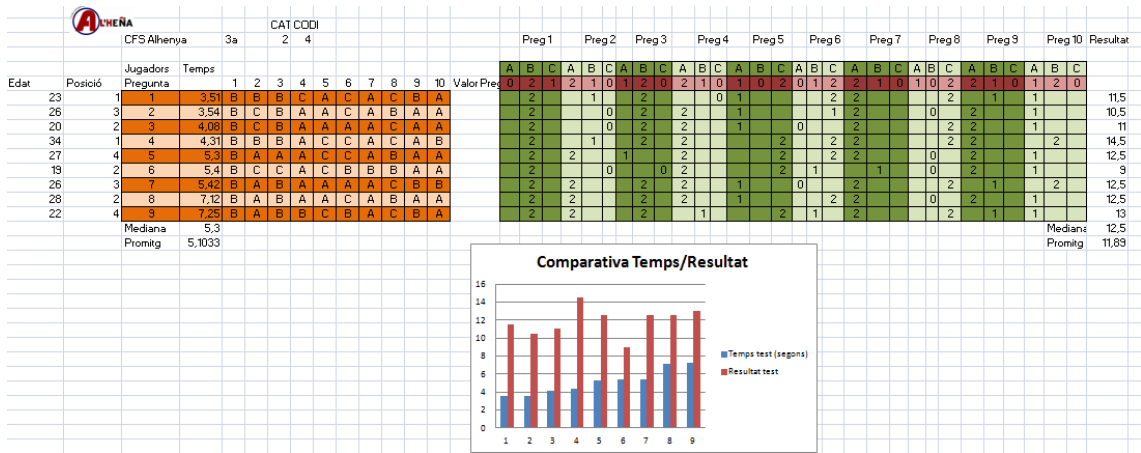 AL'HEÑA
CAT CODI
CFS Alhenya 3a 2 4 Preg 1 Preg 2 Preg 3 Preg 4 Preg 5 Preg 6 Preg 7 Preg 8 Preg 9 Preg 10 Resultat
Jugadors Temps A B C A B C A B C A B C A B C A B C A B C A B C A B C A B C
Edat Posició Pregunta 1 2 3 4 5 6 7 8 9 10 Valor Preg 0 2 1 2 1 0 1 2 0 2 1 0 1 0 2 0 1 2 2 1 0 1 0 2 2 1 0 1 2 0
23 1 1 3,51 B B B C A C A C B A 2 1 2 0 1 2 2 2 1 1 11,5
26 3 2 3,54 B C B A A C A B A A 2 0 2 2 1 1 2 0 2 1 10,5
20 2 3 4,08 B C B A A A A C A A 2 0 2 2 1 0 2 2 2 1 11
34 1 4 4,31 B B B A C C A C A B 2 1 2 2 2 2 2 2 2 2 14,5
27 4 5 5,3 B A A A C C A B A A 2 2 1 2 2 2 2 0 2 1 12,5
19 2 6 5,4 B C C A C B B B A A 2 0 0 2 2 1 1 0 2 1 9
26 3 7 5,42 B A B A A A A C B B 2 2 2 2 1 0 2 2 1 2 12,5
28 2 8 7,12 B A B A A C A B A A 2 2 2 2 1 2 2 0 2 1 12,5
22 4 9 7,25 B A B B C B A C B A 2 2 2 1 2 1 2 2 1 1 13
Mediana 5,3 Mediana 12,5
Promitg 5,1033 Promitg 11,89
Comparativa Temps/Resultat
16
14
12
10
8
6
4
2
0
1 2 3 4 5 6 7 8 9
Temps test (segons)
Resultat test